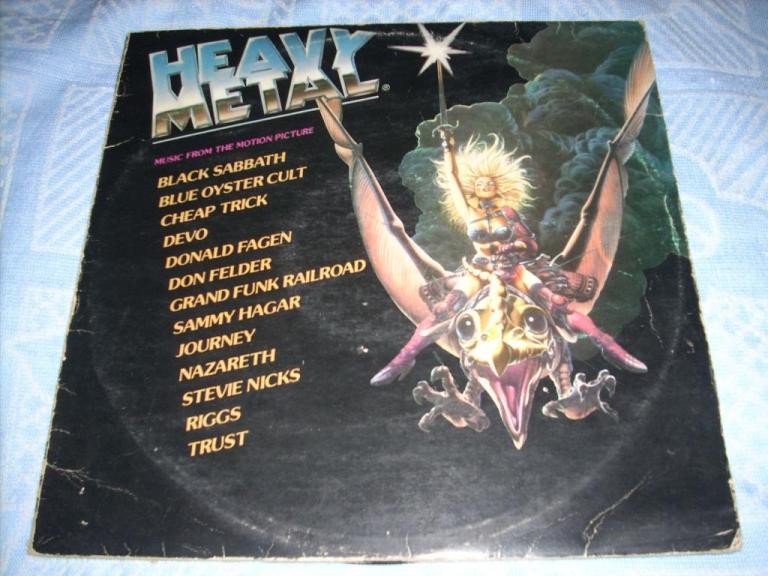 HEAVY
METAL®
MUSIC FROM THE MOTION PICTURE
BLACK SABBATH
BLUE OYSTER CULT
CHEAP TRICK
DEVO
DONALD FAGEN
DON FELDER
GRAND FUNK RAILROAD
SAMMY HAGAR
JOURNEY
NAZARETH
STEVIE NICKS
RIGGS
TRUST